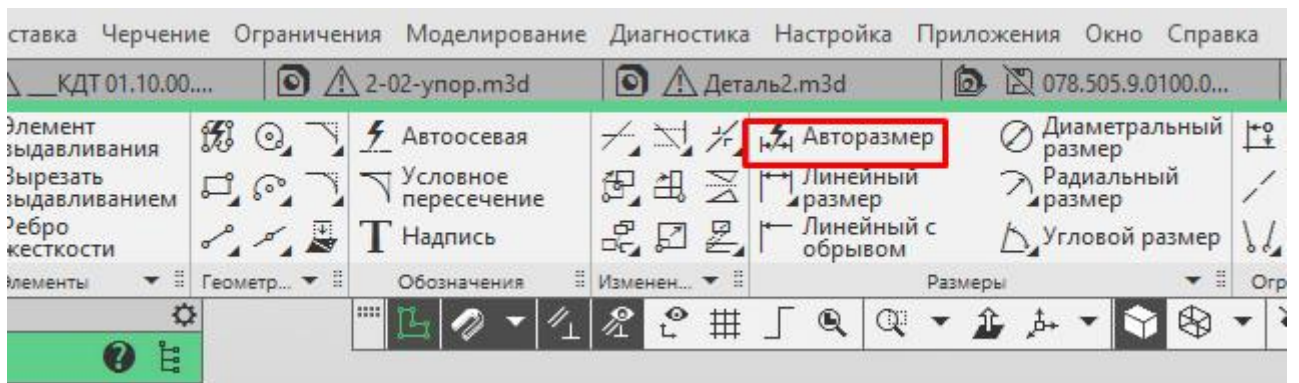 ставка Черчение Ограничения Моделирование Диагностика Настройка Приложения Окно Справка
__КДТ 01.10.00.... 2-02-упор.m3d Деталь2.m3d 078.505.9.0100.0...
Элемент выдавливания
Вырезать выдавливанием
Ребро жесткости
Автоосевая
Условное пересечение
Надпись
Авторазмер
Линейный размер
Линейный с обрывом
Диаметральный размер
Радиальный размер
Угловой размер
Элементы Геометр... Обозначения Изменен... Размеры Огр